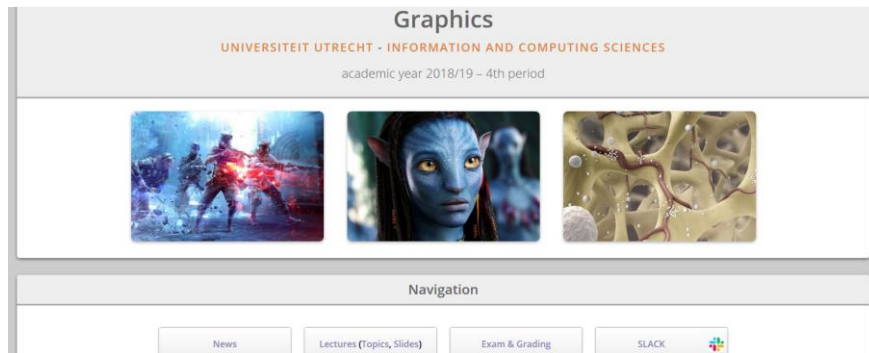 Graphics
UNIVERSITEIT UTRECHT - INFORMATION AND COMPUTING SCIENCES
academic year 2018/19 – 4th period
Navigation
News
Lectures (Topics, Slides)
Exam & Grading
SLACK